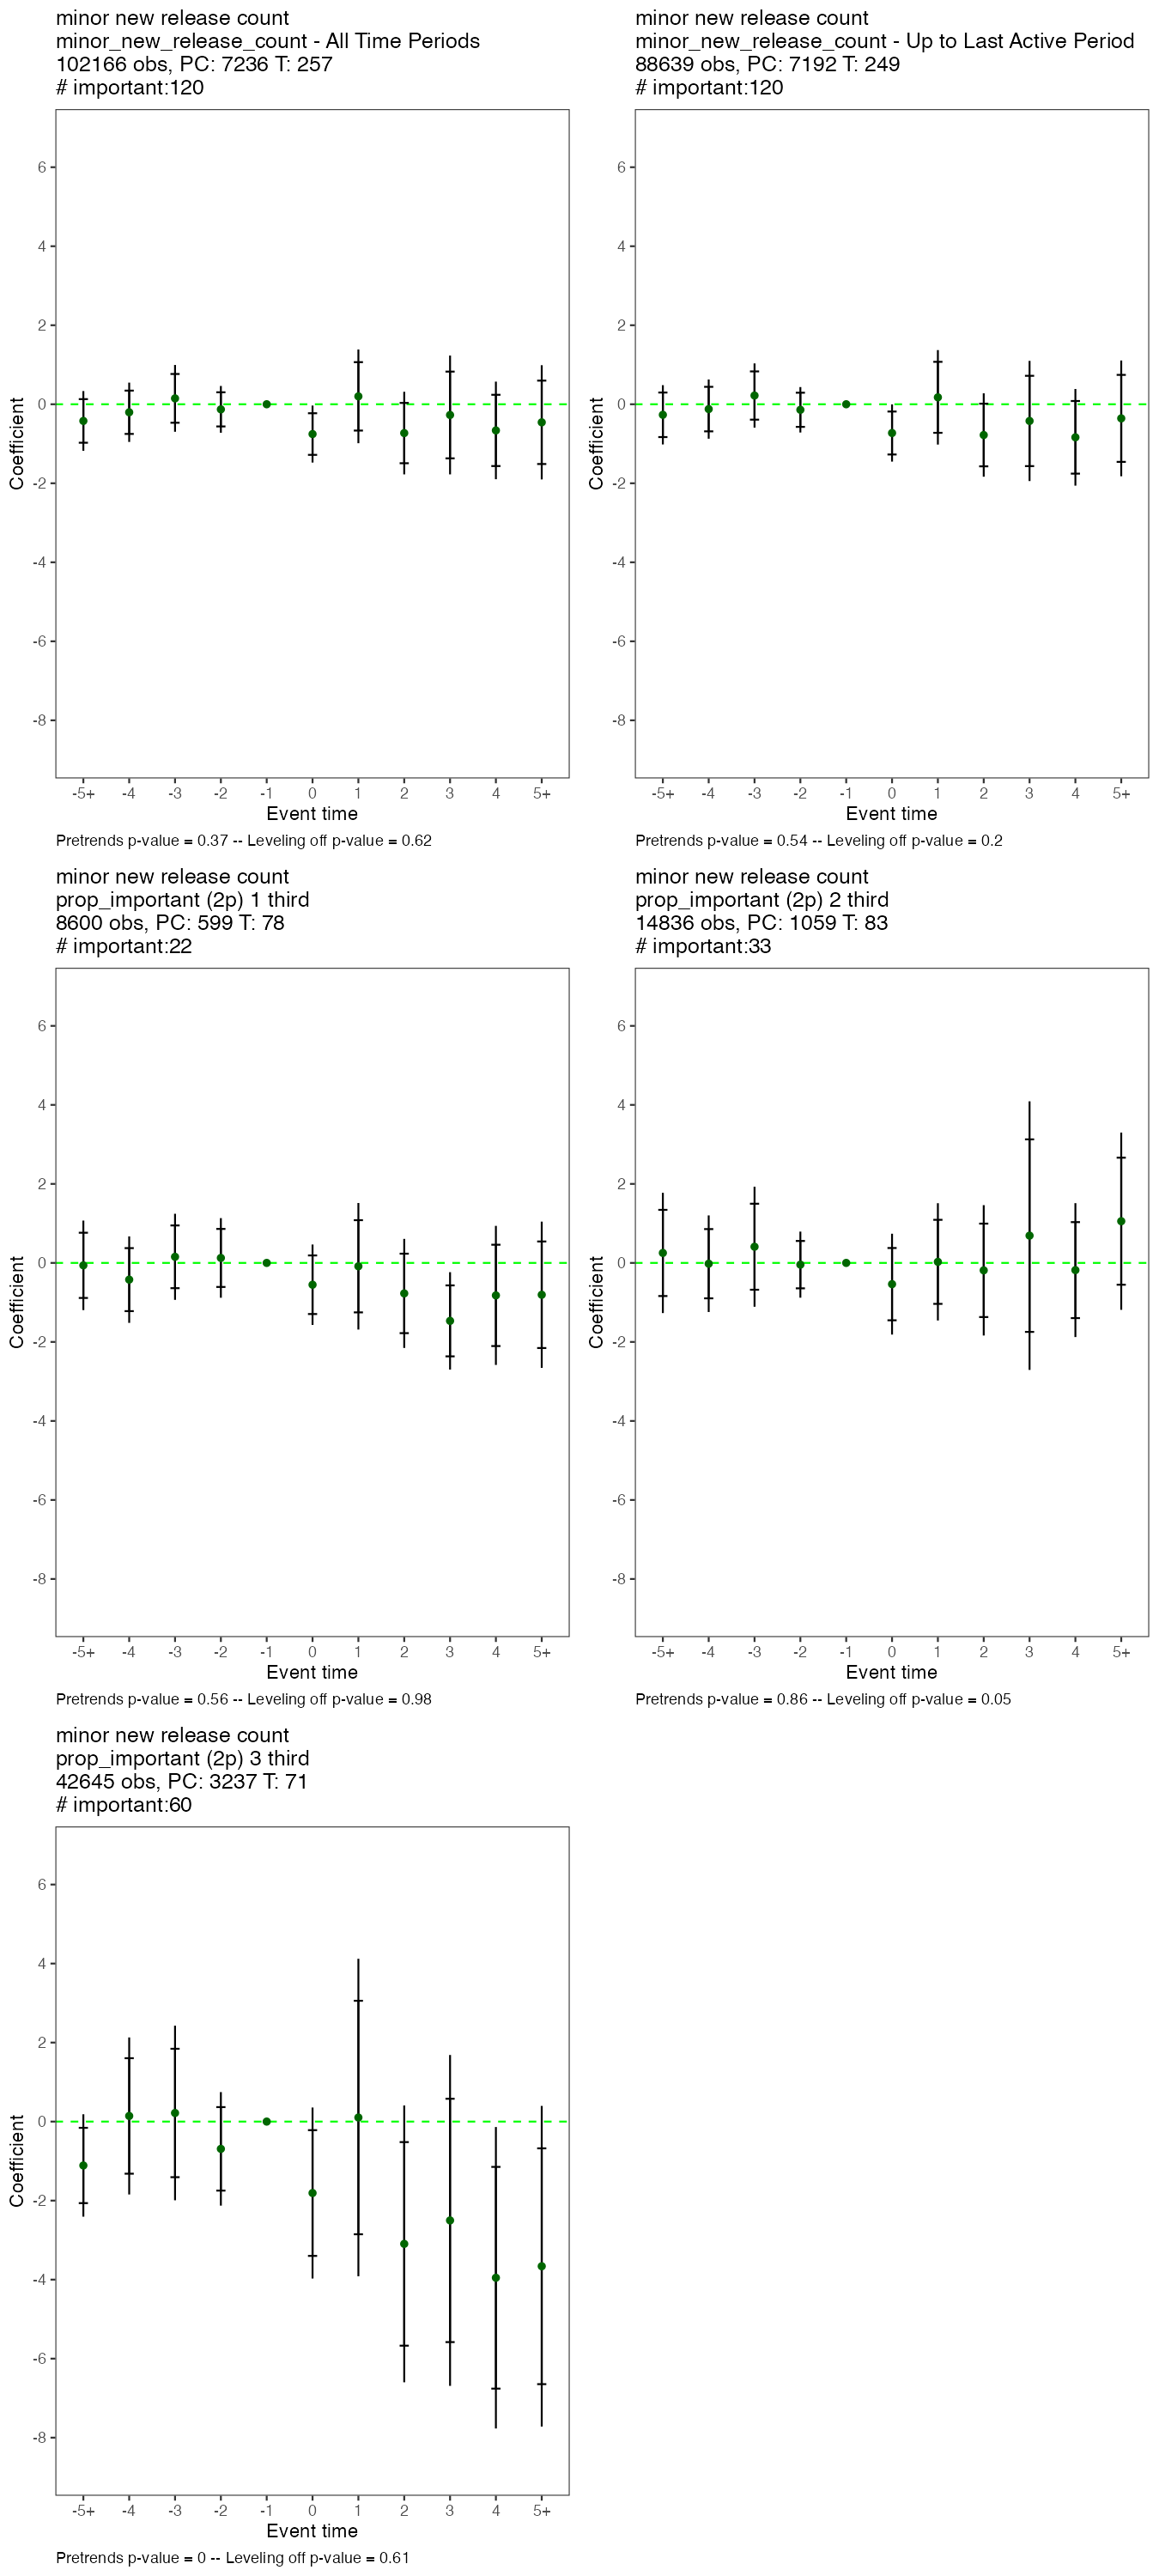 minor new release count
minor_new_release_count - All Time Periods
102166 obs, PC: 7236 T: 257
# important:120
6
4
2
0
-2
-4
-6
-8
Coefficient
-5+ -4 -3 -2 -1 0 1 2 3 4 5+
Event time
Pretrends p-value = 0.37 -- Leveling off p-value = 0.62
minor new release count
minor_new_release_count - Up to Last Active Period
88639 obs, PC: 7192 T: 249
# important:120
6
4
2
0
-2
-4
-6
-8
Coefficient
-5+ -4 -3 -2 -1 0 1 2 3 4 5+
Event time
Pretrends p-value = 0.54 -- Leveling off p-value = 0.2
minor new release count
prop_important (2p) 1 third
8600 obs, PC: 599 T: 78
# important:22
6
4
2
0
-2
-4
-6
-8
Coefficient
-5+ -4 -3 -2 -1 0 1 2 3 4 5+
Event time
Pretrends p-value = 0.56 -- Leveling off p-value = 0.98
minor new release count
prop_important (2p) 2 third
14836 obs, PC: 1059 T: 83
# important:33
6
4
2
0
-2
-4
-6
-8
Coefficient
-5+ -4 -3 -2 -1 0 1 2 3 4 5+
Event time
Pretrends p-value = 0.86 -- Leveling off p-value = 0.05
minor new release count
prop_important (2p) 3 third
42645 obs, PC: 3237 T: 71
# important:60
6
4
2
0
-2
-4
-6
-8
Coefficient
-5+ -4 -3 -2 -1 0 1 2 3 4 5+
Event time
Pretrends p-value = 0 -- Leveling off p-value = 0.61